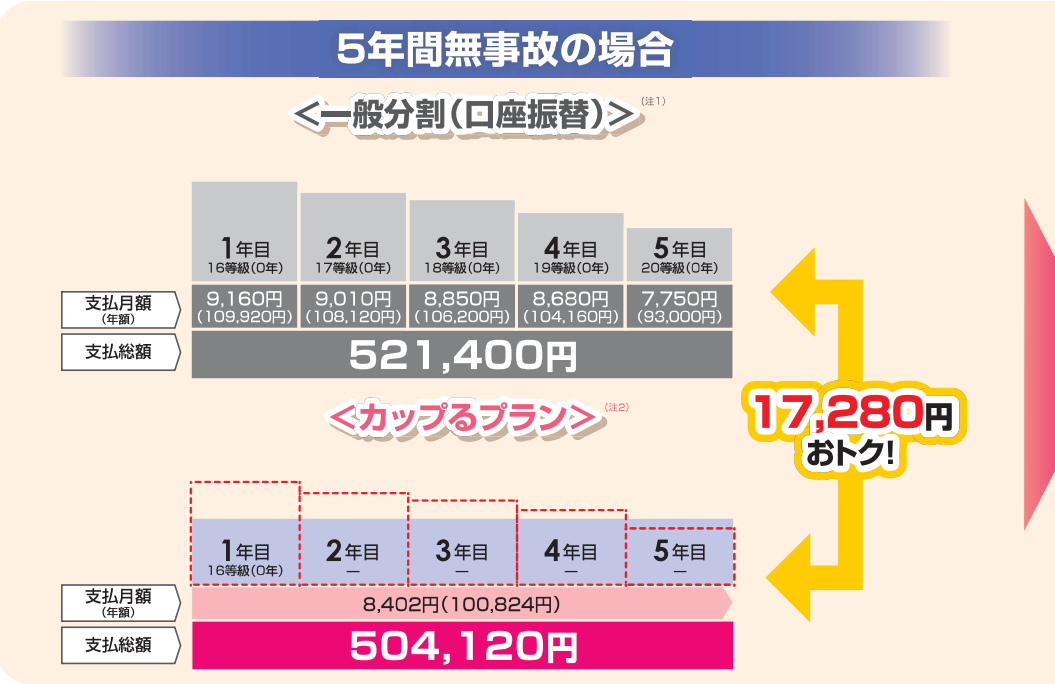 5年間無事故の場合
＜一般分割（口座振替）＞（注1）
1年目 2年目 3年目 4年目 5年目
16等級（0年） 17等級（0年） 18等級（0年） 19等級（0年） 20等級（0年）
支払月額 9,160円 9,010円 8,850円 8,680円 7,750円
（年額） （109,920円） （108,120円） （106,200円） （104,160円） （93,000円）
支払総額 521,400円
＜カップるプラン＞（注2）
17,280円
おトク!
1年目 2年目 3年目 4年目 5年目
16等級（0年） ー ー ー ー
支払月額
（年額） 8,402円（100,824円）
支払総額 504,120円